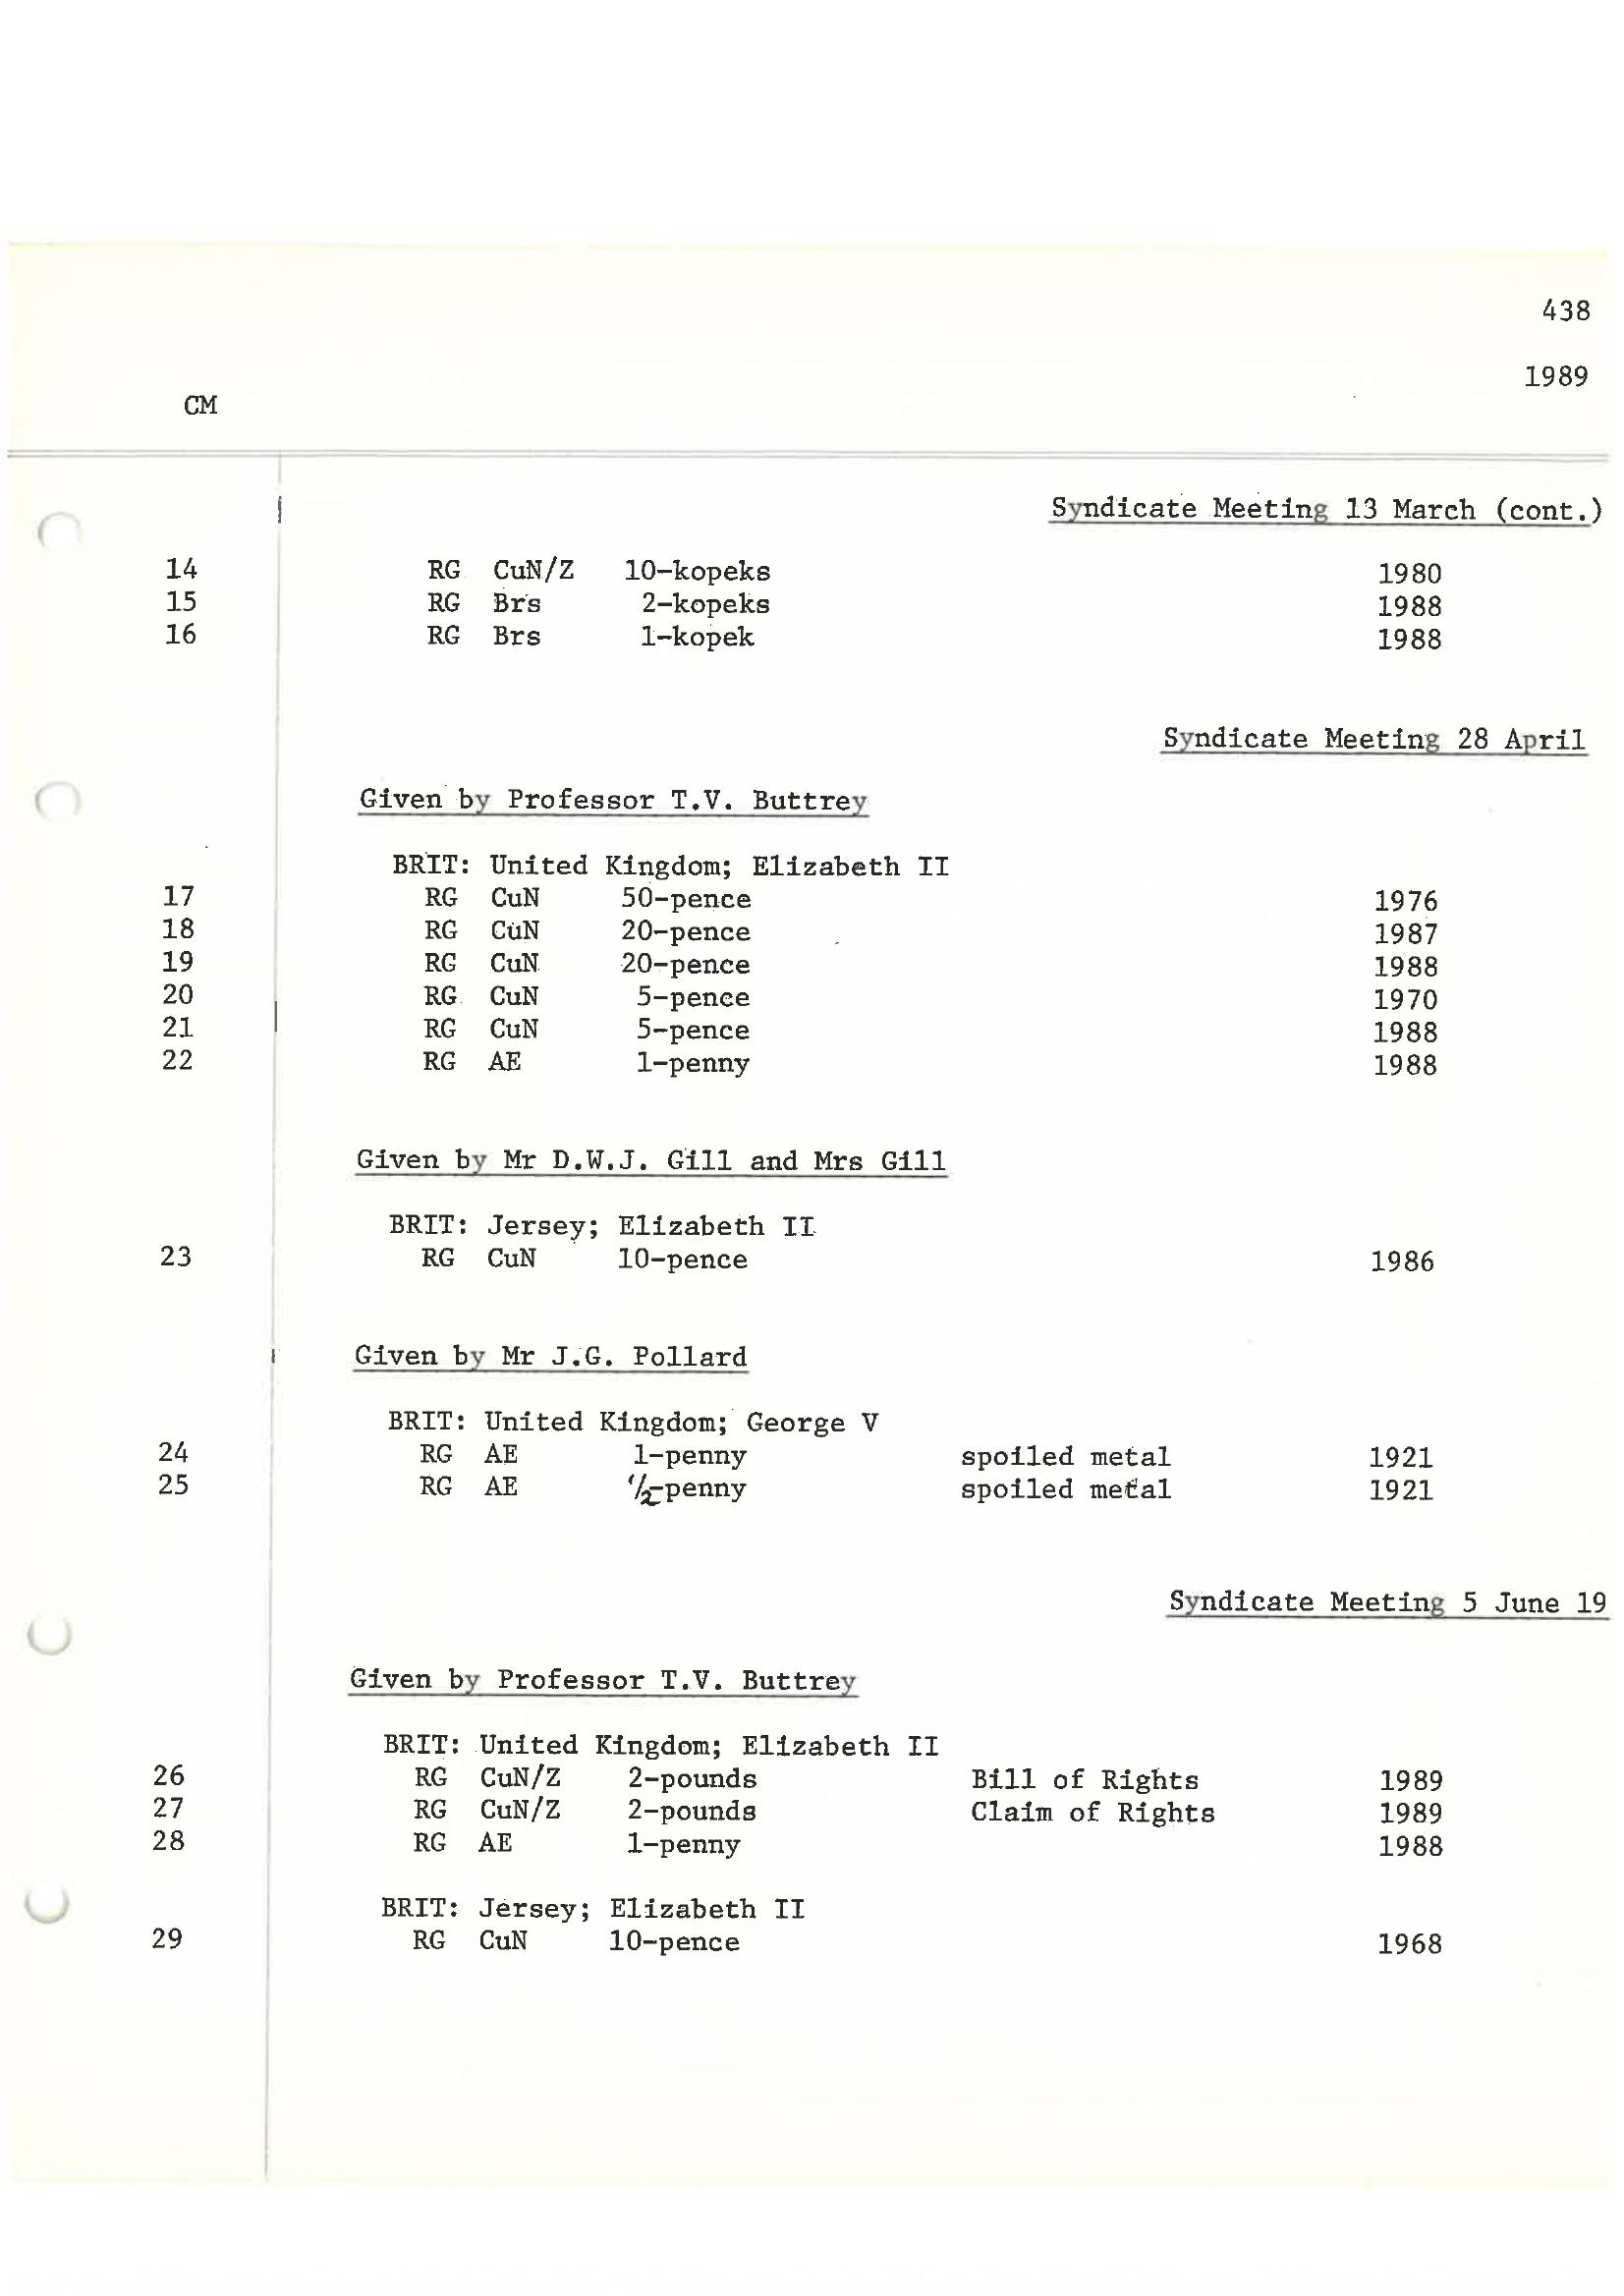 438
1989
CM
Syndicate Meeting 13 March (cont.)
14 RG CuN/Z 10-kopeks 1980
15 RG Brs 2-kopeks 1988
16 RG Brs 1-kopek 1988
Syndicate Meeting 28 April
Given by Professor T.V. Buttrey
BRIT: United Kingdom; Elizabeth II
17 RG CuN 50-pence 1976
18 RG CuN 20-pence 1987
19 RG CuN 20-pence 1988
20 RG CuN 5-pence 1970
21 RG CuN 5-pence 1988
22 RG AE 1-penny 1988
Given by Mr D.W.J. Gill and Mrs Gill
BRIT: Jersey; Elizabeth II
23 RG CuN 10-pence 1986
Given by Mr J.G. Pollard
BRIT: United Kingdom; George V
24 RG AE 1-penny spoiled metal 1921
25 RG AE 1/2-penny spoiled metal 1921
Syndicate Meeting 5 June 19
Given by Professor T.V. Buttrey
BRIT: United Kingdom; Elizabeth II
26 RG CuN/Z 2-pounds Bill of Rights 1989
27 RG CuN/Z 2-pounds Claim of Rights 1989
28 RG AE 1-penny 1988
BRIT: Jersey; Elizabeth II
29 RG CuN 10-pence 1968